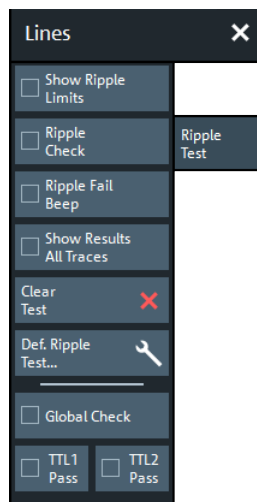 Lines
Show Ripple
Limits
Ripple
Check
Ripple
Test
Ripple Fail
Beep
Show Results
All Traces
Clear
Test
Def. Ripple
Test...
Global Check
TTL1
Pass
TTL2
Pass